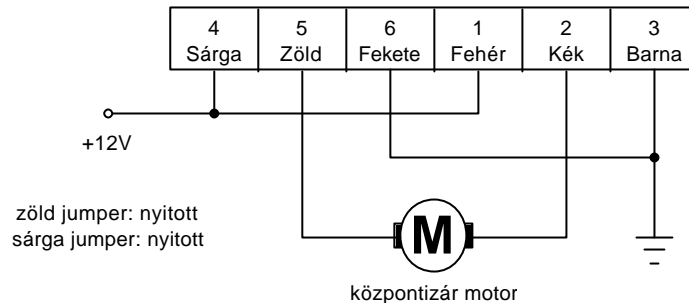 4 5 6 1 2 3
Sárga Zöld Fekete Fehér Kék Barna
+12V
zöld jumper: nyitott
sárga jumper: nyitott
M
központizár motor